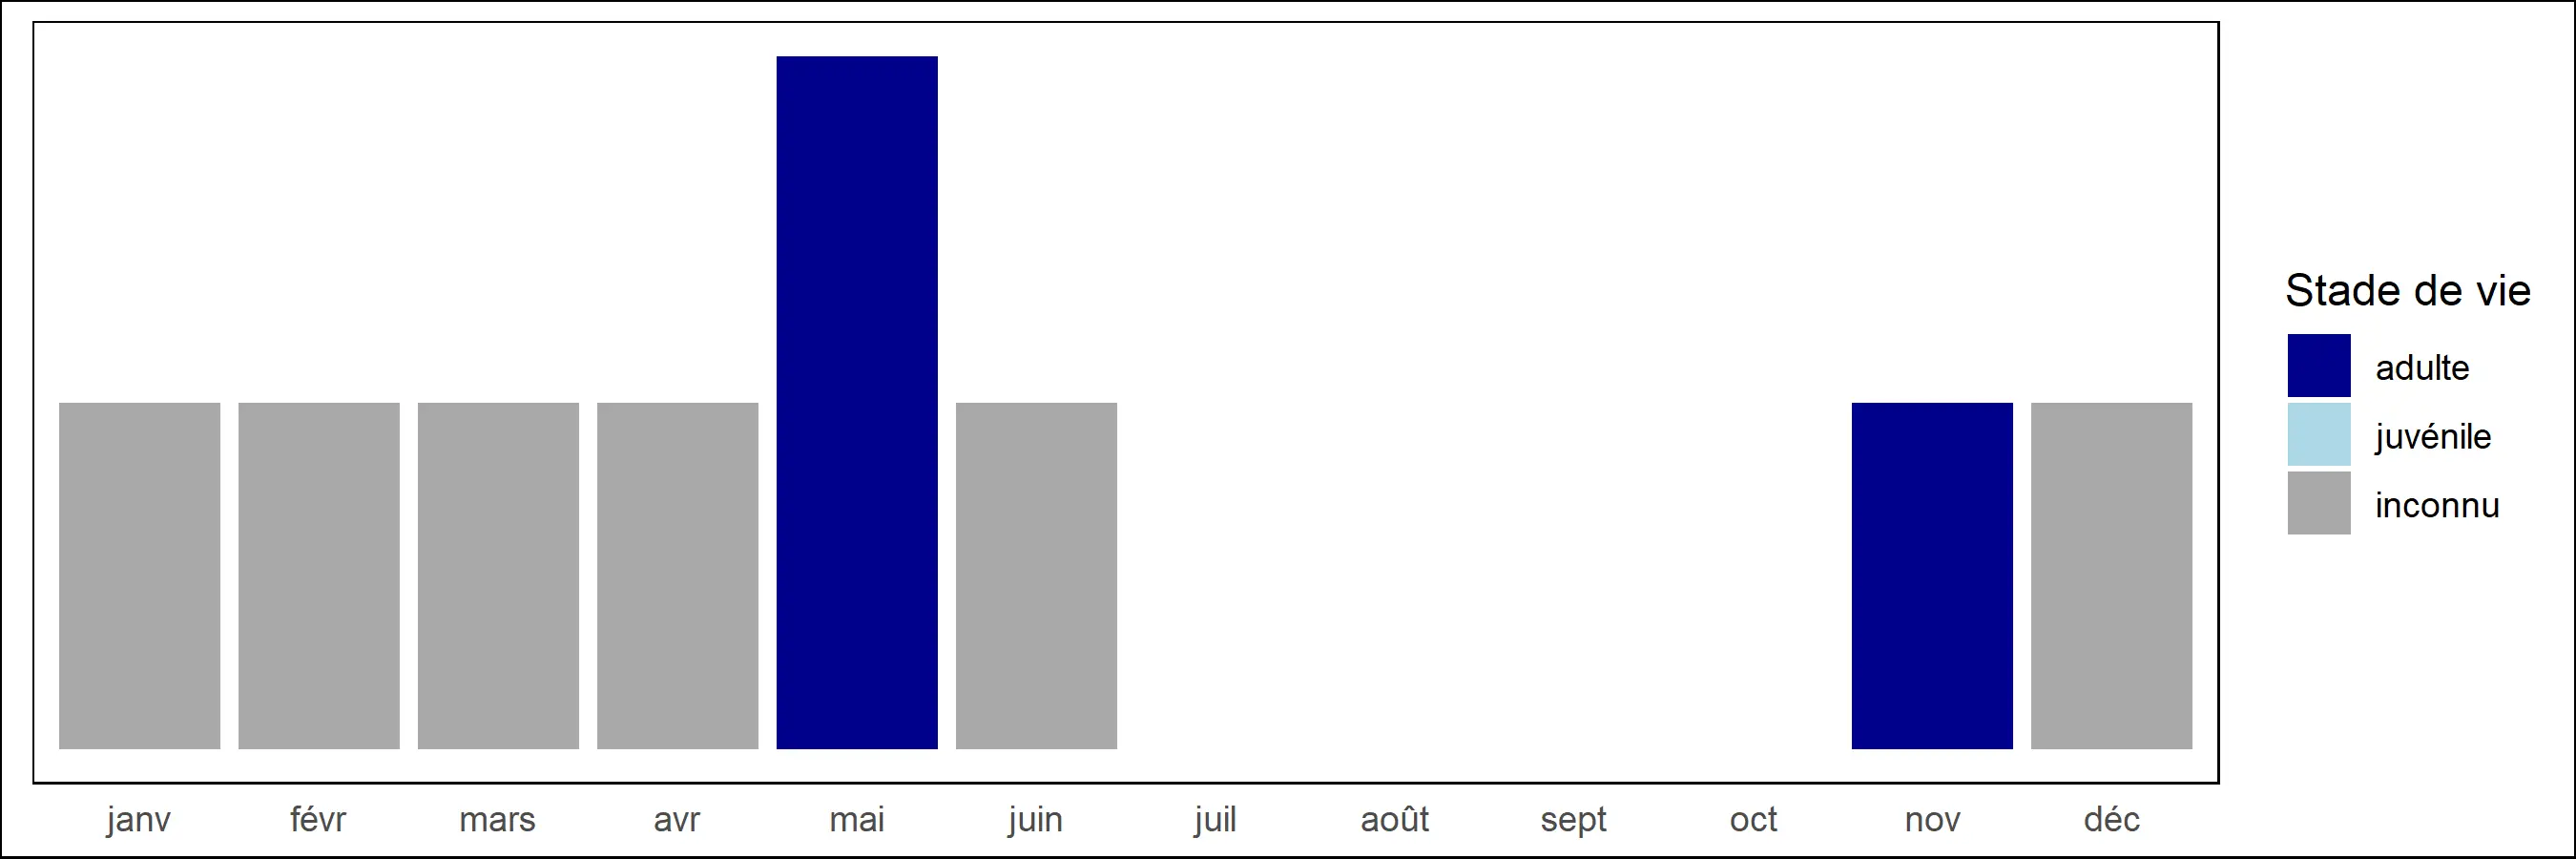 Stade de vie
adulte
juvénile
inconnu
janv févr mars avr mai juin juil août sept oct nov déc